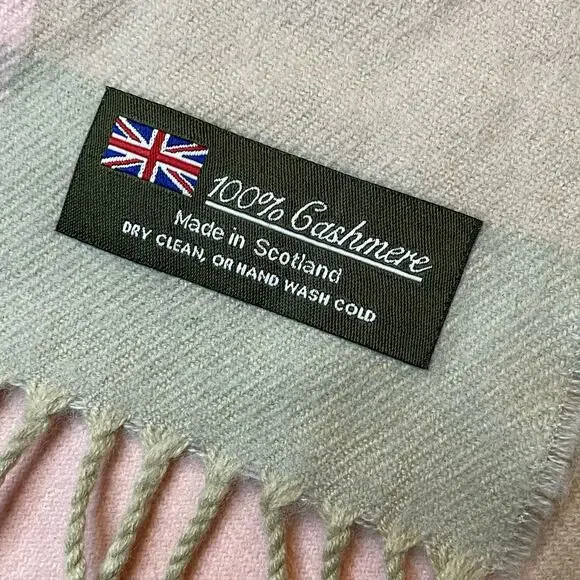 100% Cashmere
Made in Scotland
DRY CLEAN, OR HAND WASH COLD